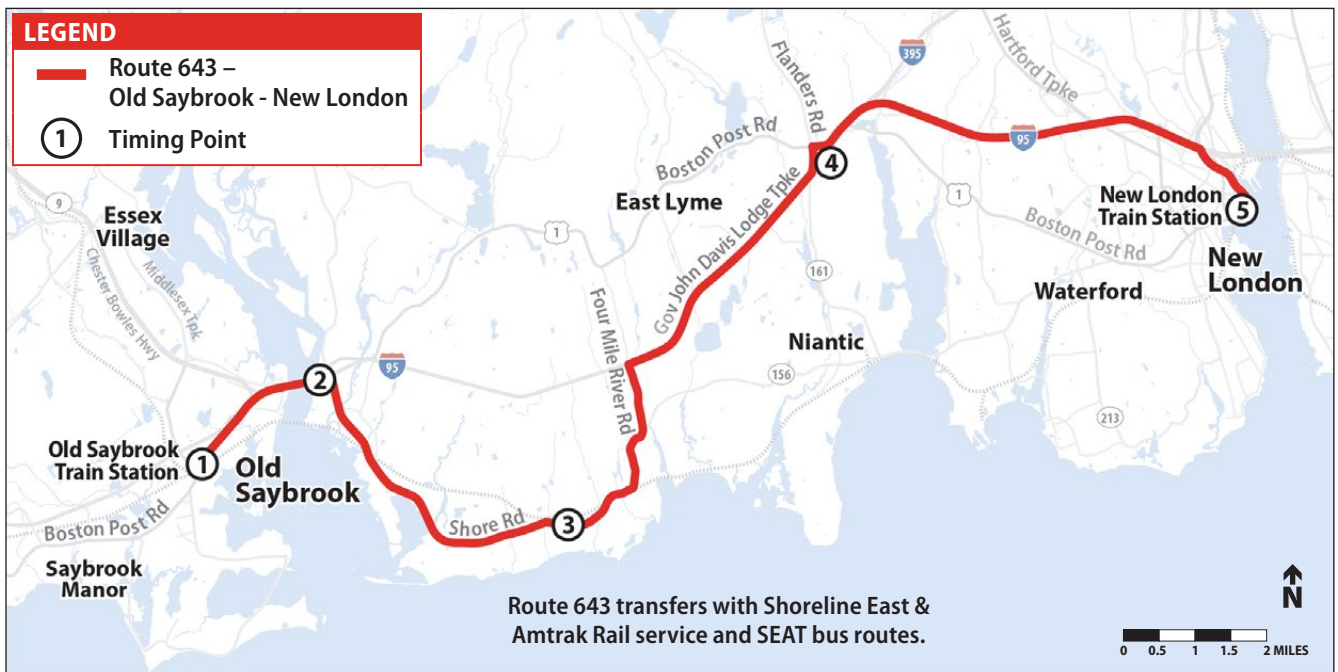 LEGEND
Route 643 –
Old Saybrook - New London
1 Timing Point
395
Flanders Rd
Hartford Tpke
95
Boston Post Rd
4
9
Essex
Village
East Lyme
Gov John Davis Lodge Tpke
1
New London
Train Station 5
Boston Post Rd
New
London
Chester Bowles Hwy
Middlesex Tpk
1
161
Waterford
Four Mile River Rd
Niantic
95
156
2
213
Old Saybrook
Train Station 1
Old
Saybrook
Boston Post Rd
Shore Rd
3
Saybrook
Manor
Route 643 transfers with Shoreline East &
Amtrak Rail service and SEAT bus routes.
N
0 0.5 1 1.5 2 MILES